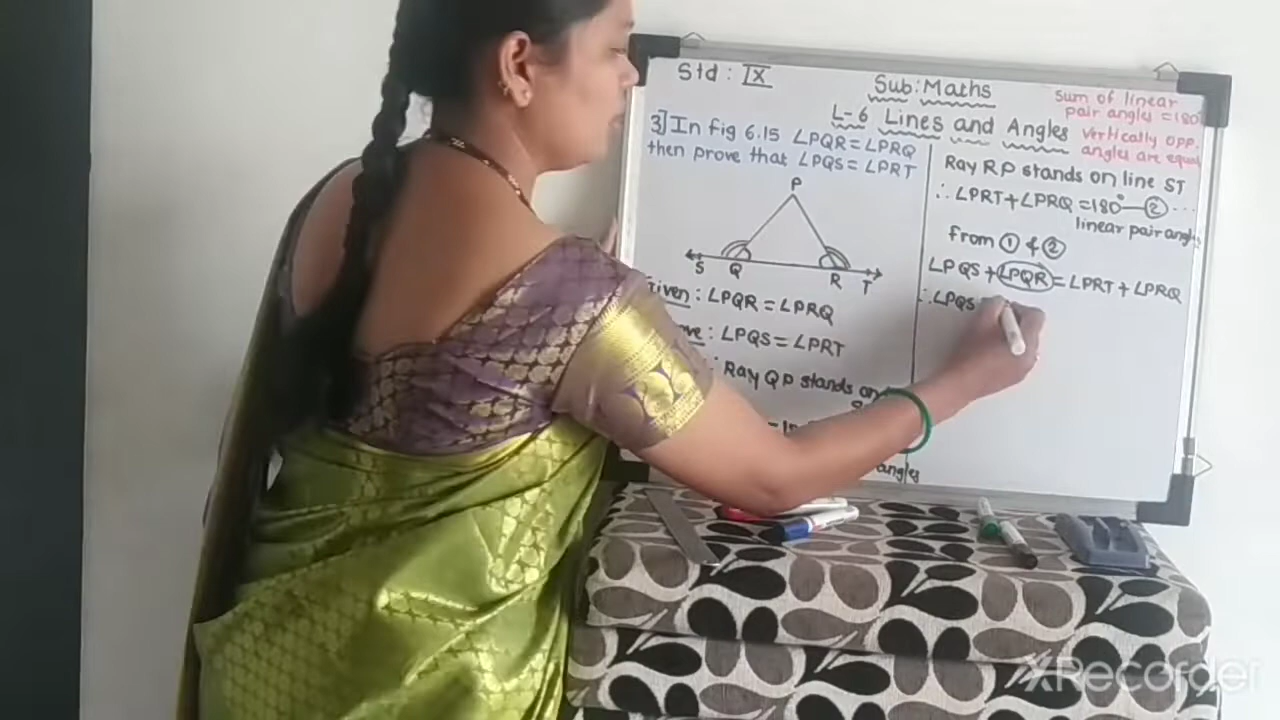 Std : IX
Sub: Maths
L-6 Lines and Angles
Sum of linear
pair angles = 180°
vertically opp.
angles are equal
3] In fig 6.15 ∠PQR = ∠PRQ
then prove that ∠PQS = ∠PRT
P
S Q R T
Given : ∠PQR = ∠PRQ
: ∠PQS = ∠PRT
Ray QP stands on
angles
Ray RP stands on line ST
∴ ∠PRT + ∠PRQ = 180° — ② ...
linear pair angles
from ① & ②
∠PQS + ∠PQR = ∠PRT + ∠PRQ
∴ ∠PQS
XRecorder